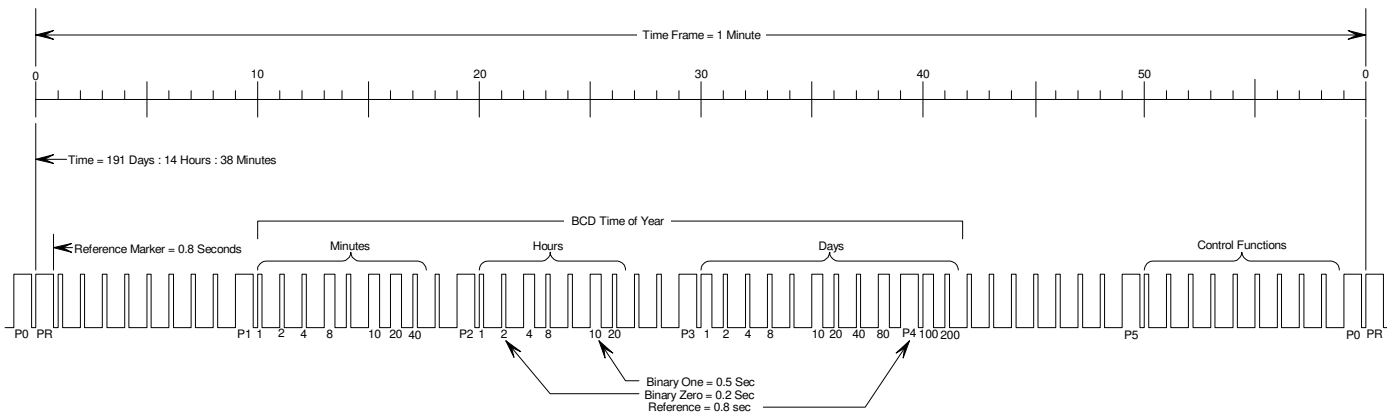 Time Frame = 1 Minute
0 10 20 30 40 50 0
Time = 191 Days : 14 Hours : 38 Minutes
BCD Time of Year
Reference Marker = 0.8 Seconds Minutes Hours Days Control Functions
P0 PR P1 1 2 4 8 10 20 40 P2 1 2 4 8 10 20 P3 1 2 4 8 10 20 40 80 P4 100 200 P5 P0 PR
Binary One = 0.5 Sec
Binary Zero = 0.2 Sec
Reference = 0.8 sec